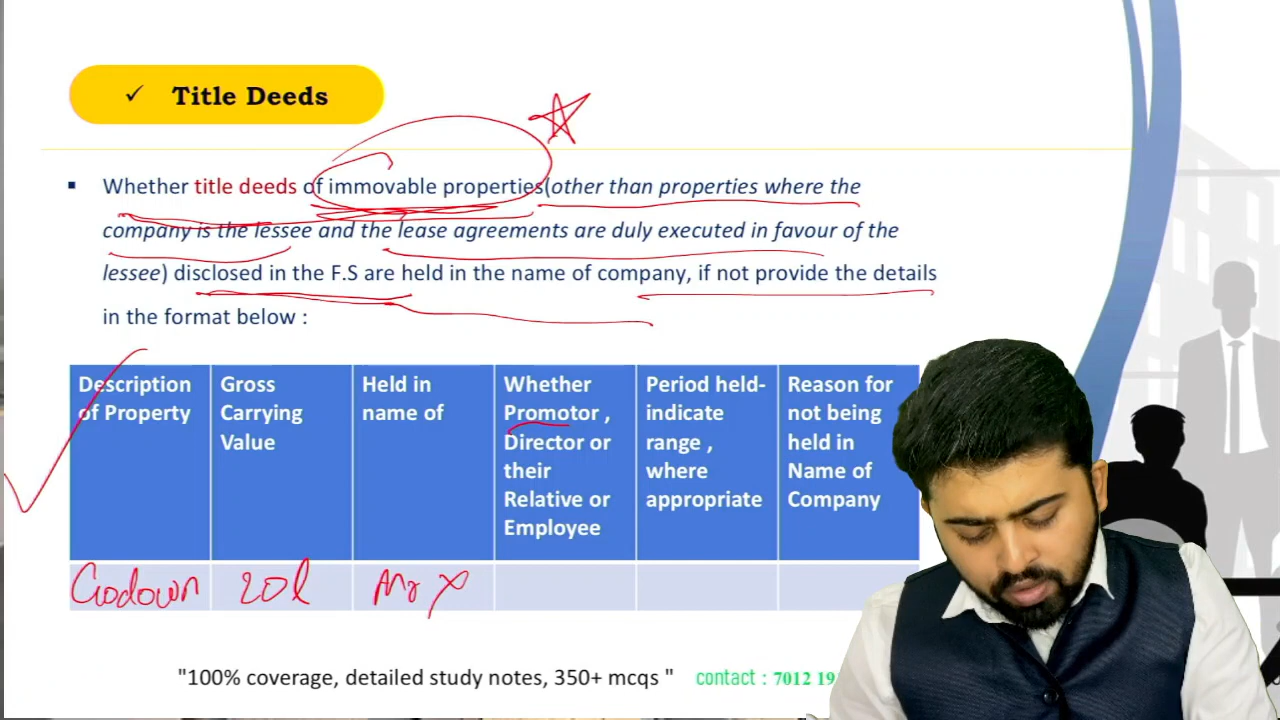 ✓ Title Deeds
▪ Whether title deeds of immovable properties(other than properties where the
company is the lessee and the lease agreements are duly executed in favour of the
lessee) disclosed in the F.S are held in the name of company, if not provide the details
in the format below :
Description
of Property
Gross
Carrying
Value
Held in
name of
Whether
Promotor ,
Director or
their
Relative or
Employee
Period held-
indicate
range ,
where
appropriate
Reason for
not being
held in
Name of
Company
Godown
20l
Mr X
"100% coverage, detailed study notes, 350+ mcqs "
contact : 7012 19